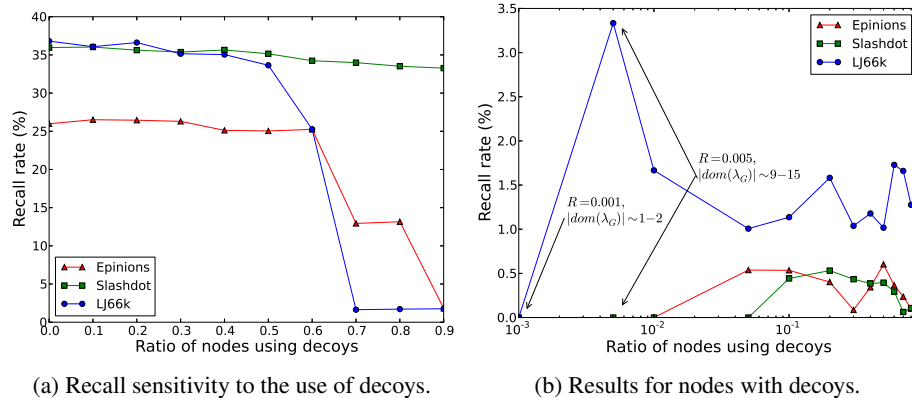 40
35
30
25
20
15
10
5
0
Recall rate (%)
Epinions
Slashdot
LJ66k
0.0 0.1 0.2 0.3 0.4 0.5 0.6 0.7 0.8 0.9
Ratio of nodes using decoys
(a) Recall sensitivity to the use of decoys.
3.5
3.0
2.5
2.0
1.5
1.0
0.5
0.0
Recall rate (%)
Epinions
Slashdot
LJ66k
R=0.005,
|dom(λ_G)|∼9−15
R=0.001,
|dom(λ_G)|∼1−2
10⁻³ 10⁻² 10⁻¹
Ratio of nodes using decoys
(b) Results for nodes with decoys.